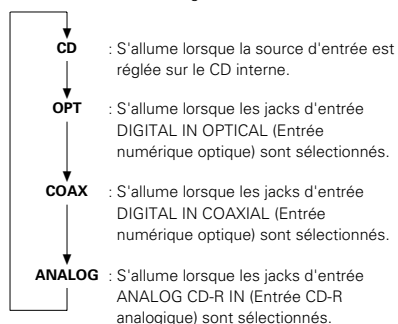 CD : S'allume lorsque la source d'entrée est
réglée sur le CD interne.
OPT : S'allume lorsque les jacks d'entrée
DIGITAL IN OPTICAL (Entrée
numérique optique) sont sélectionnés.
COAX : S'allume lorsque les jacks d'entrée
DIGITAL IN COAXIAL (Entrée
numérique optique) sont sélectionnés.
ANALOG : S'allume lorsque les jacks d'entrée
ANALOG CD-R IN (Entrée CD-R
analogique) sont sélectionnés.